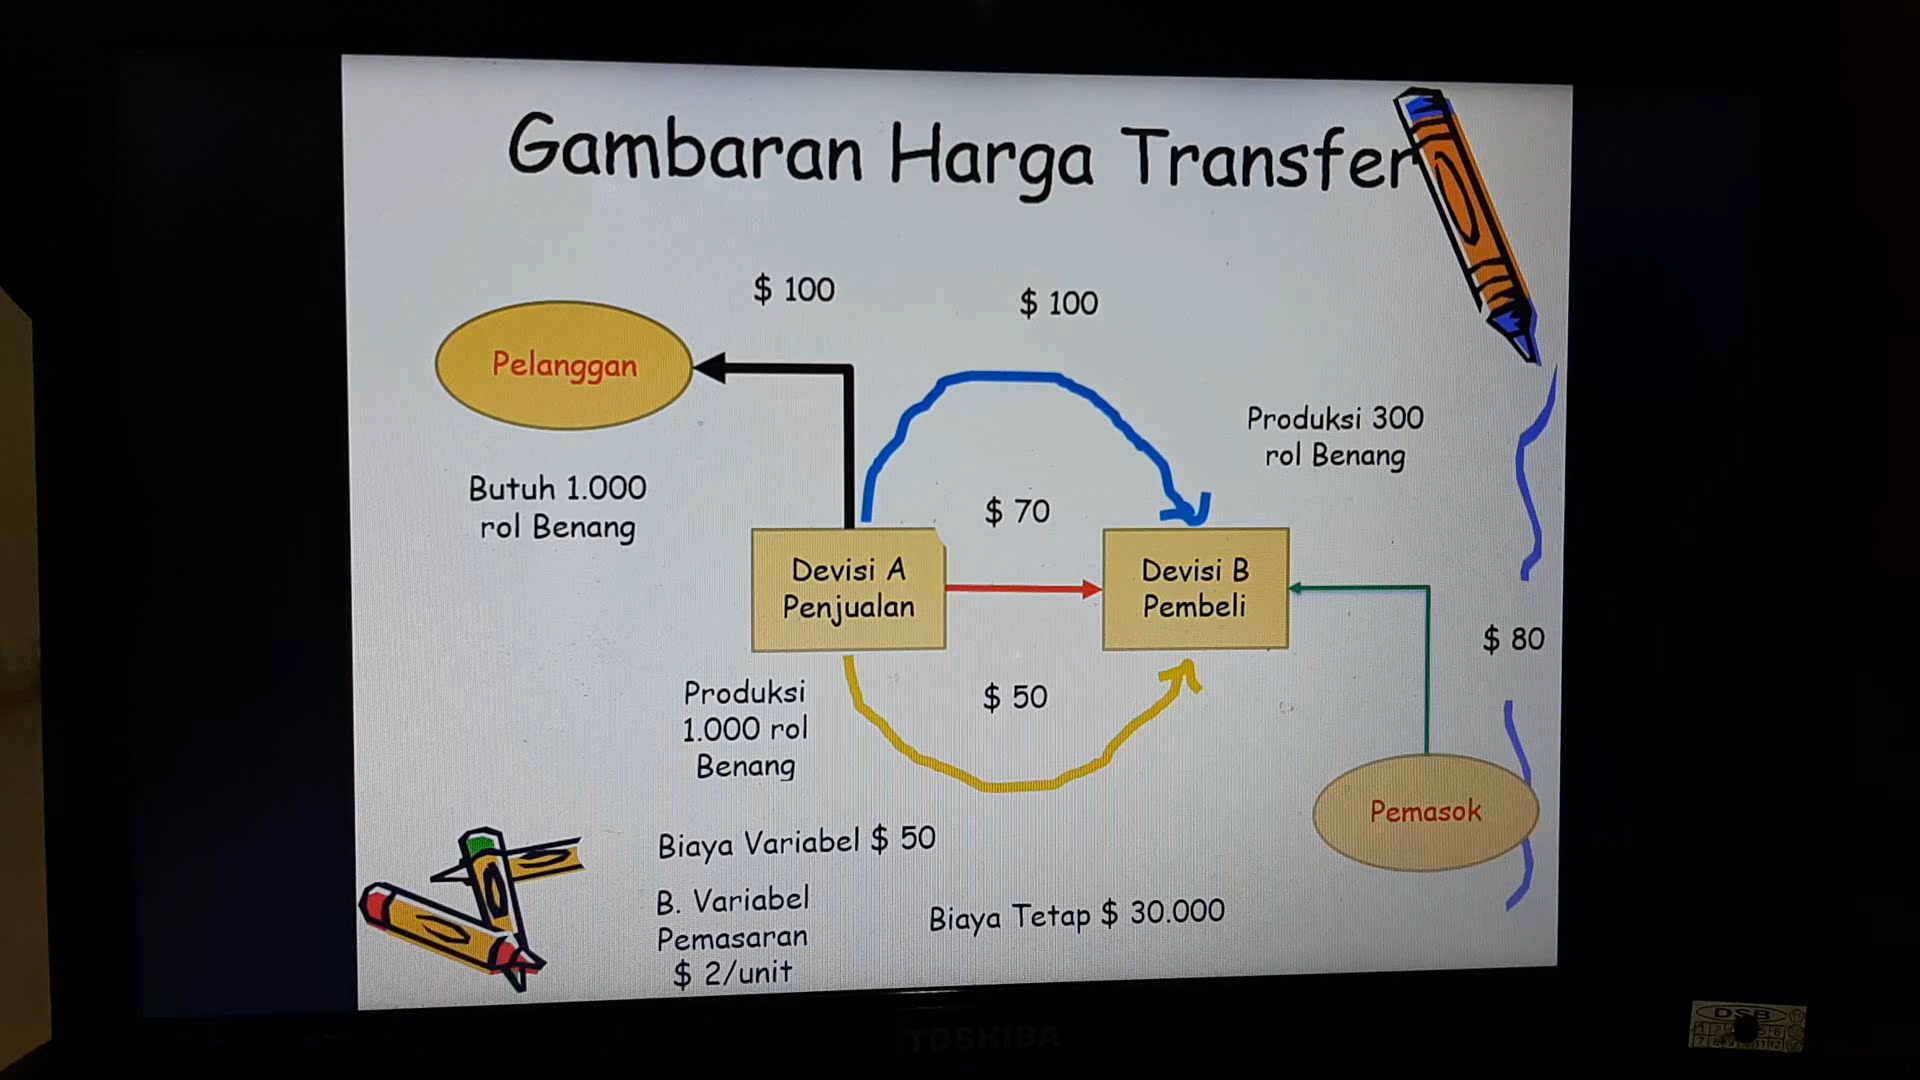 Gambaran Harga Transfer
$ 100
$ 100
Pelanggan
Produksi 300
rol Benang
Butuh 1.000
rol Benang
$ 70
Devisi A
Penjualan
Devisi B
Pembeli
$ 80
Produksi
1.000 rol
Benang
$ 50
Pemasok
Biaya Variabel $ 50
B. Variabel
Pemasaran
$ 2/unit
Biaya Tetap $ 30.000
TOSHIBA
DSB